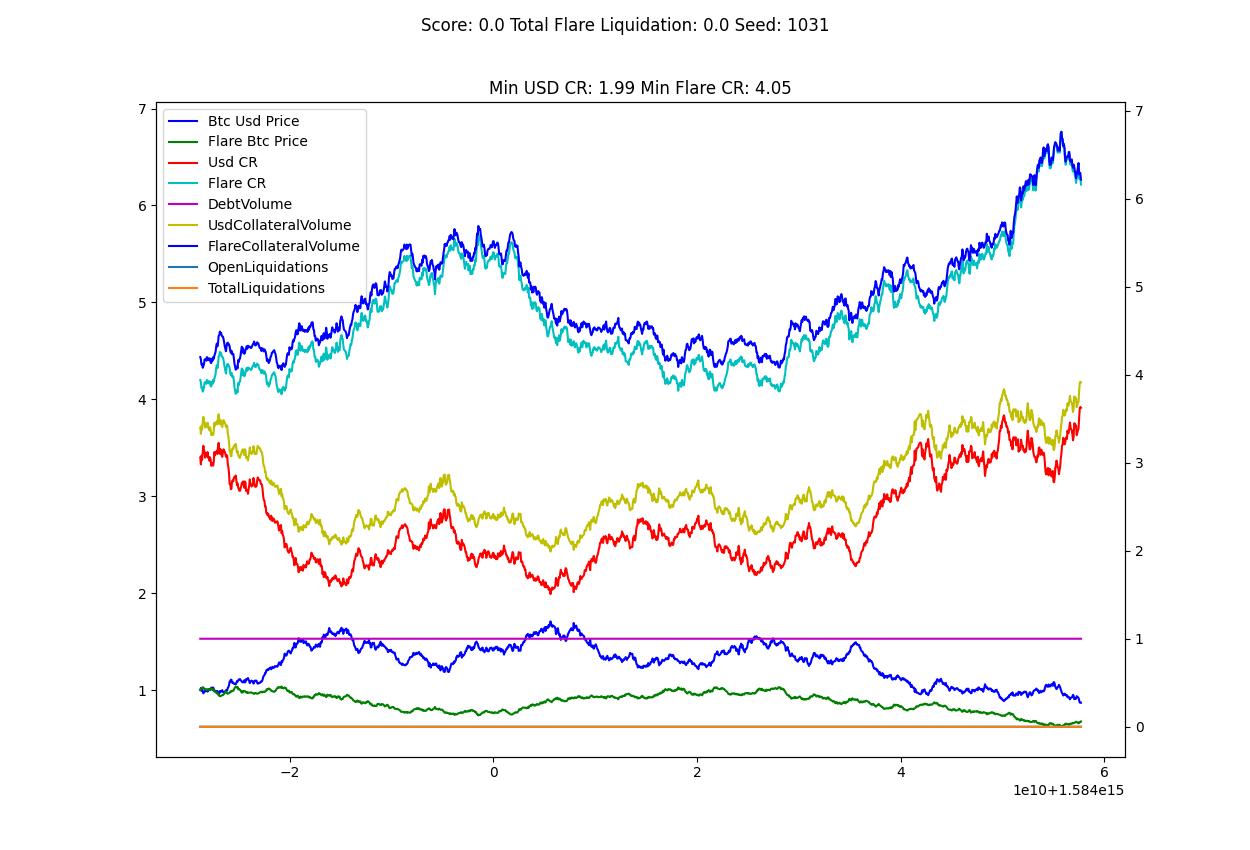 Score: 0.0 Total Flare Liquidation: 0.0 Seed: 1031
Min USD CR: 1.99 Min Flare CR: 4.05
Btc Usd Price
Flare Btc Price
Usd CR
Flare CR
DebtVolume
UsdCollateralVolume
FlareCollateralVolume
OpenLiquidations
TotalLiquidations
7
6
5
4
3
2
1
7
6
5
4
3
2
1
0
−2 0 2 4 6
1e10+1.584e15